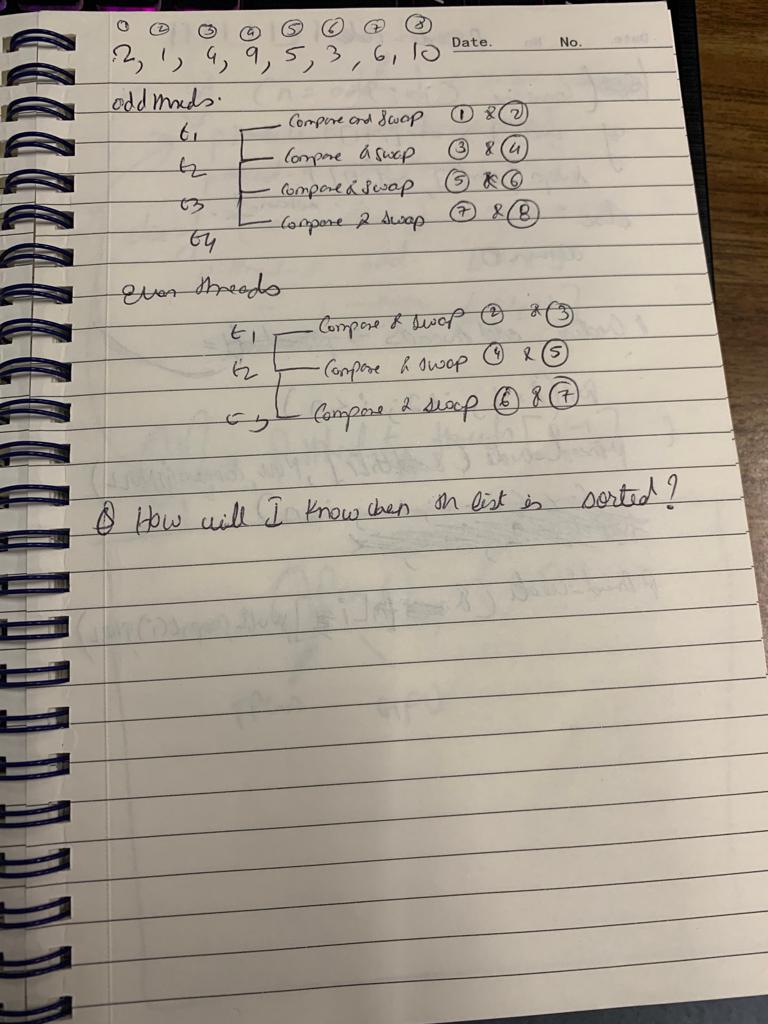 ① ② ③ ④ ⑤ ⑥ ⑦ ⑧
2, 1, 4, 9, 5, 3, 6, 10 Date. No.
odd threads.
t1 Compare and swap ① & ②
t2 Compare & swap ③ & ④
t3 Compare & swap ⑤ & ⑥
t4 Compare & swap ⑦ & ⑧
even threads
t1 Compare & swap ② & ③
t2 Compare & swap ④ & ⑤
t3 Compare & swap ⑥ & ⑦
Q How will I know when th list is sorted?